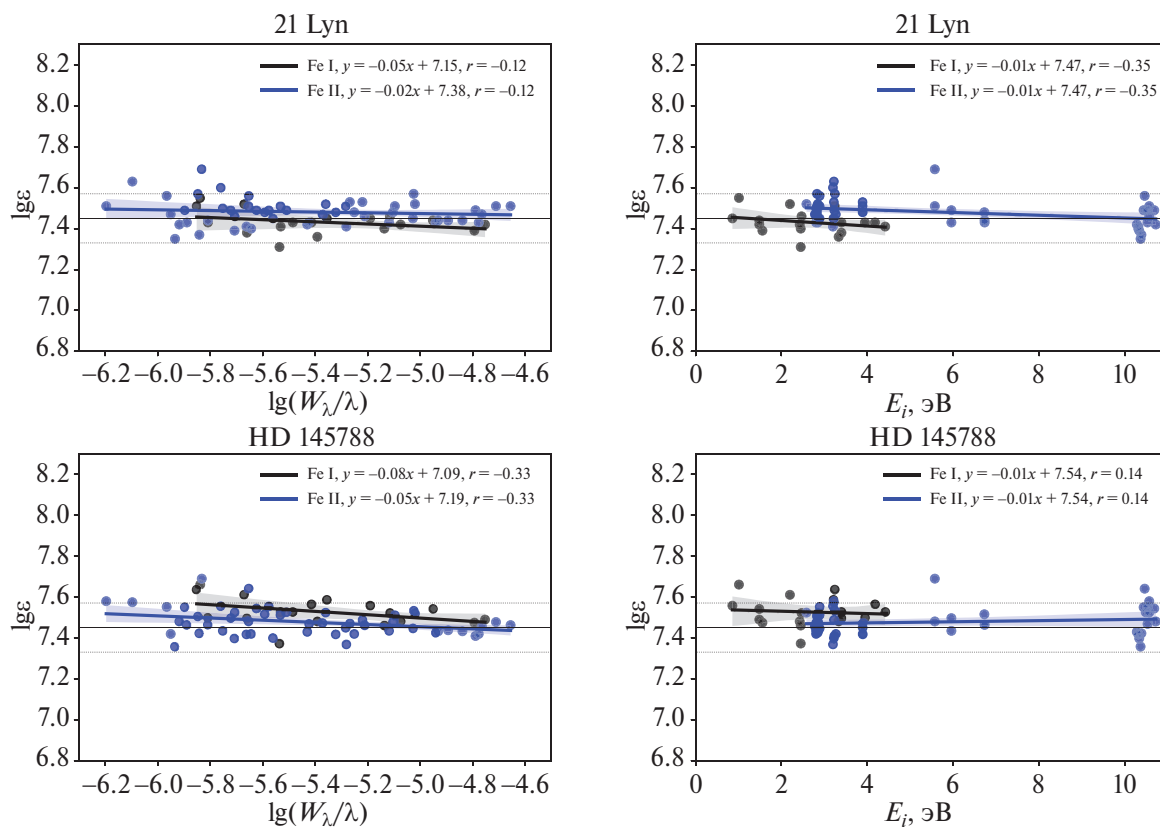 21 Lyn
8.2
8.0
7.8
7.6
7.4
7.2
7.0
6.8
lgε
Fe I, y = –0.05x + 7.15, r = –0.12
Fe II, y = –0.02x + 7.38, r = –0.12
–6.2 –6.0 –5.8 –5.6 –5.4 –5.2 –5.0 –4.8 –4.6
lg(Wλ/λ)
21 Lyn
8.2
8.0
7.8
7.6
7.4
7.2
7.0
6.8
lgε
Fe I, y = –0.01x + 7.47, r = –0.35
Fe II, y = –0.01x + 7.47, r = –0.35
0 2 4 6 8 10
Ei, эВ
HD 145788
8.2
8.0
7.8
7.6
7.4
7.2
7.0
6.8
lgε
Fe I, y = –0.08x + 7.09, r = –0.33
Fe II, y = –0.05x + 7.19, r = –0.33
–6.2 –6.0 –5.8 –5.6 –5.4 –5.2 –5.0 –4.8 –4.6
lg(Wλ/λ)
HD 145788
8.2
8.0
7.8
7.6
7.4
7.2
7.0
6.8
lgε
Fe I, y = –0.01x + 7.54, r = 0.14
Fe II, y = –0.01x + 7.54, r = 0.14
0 2 4 6 8 10
Ei, эВ